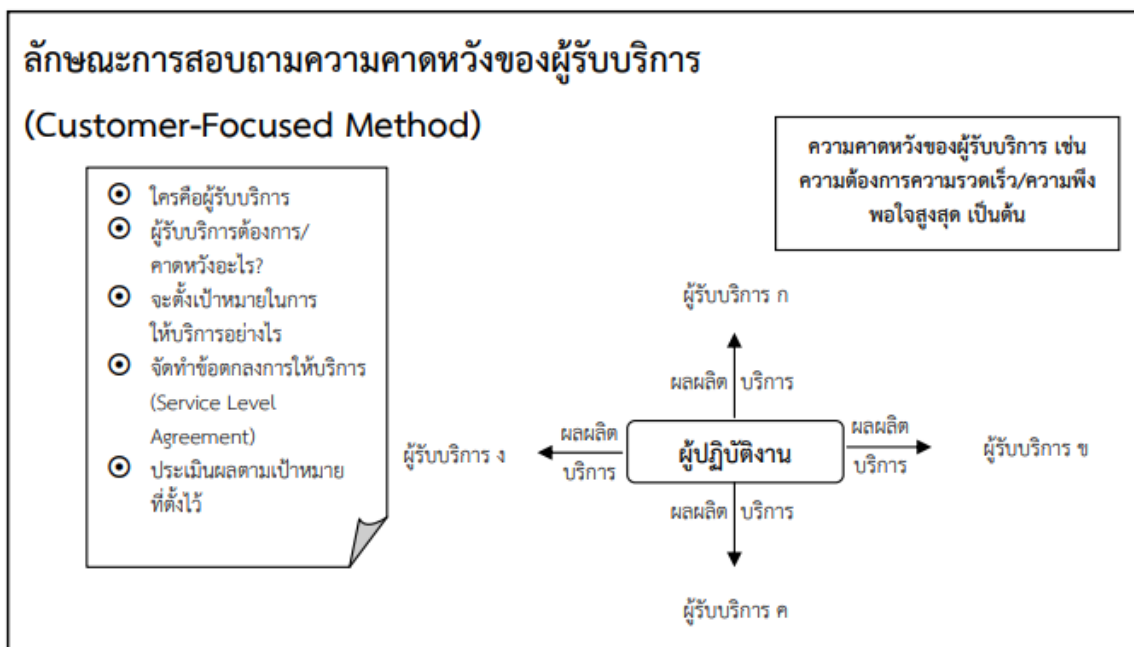 ลักษณะการสอบถามความคาดหวังของผู้รับบริการ
(Customer-Focused Method)
ความคาดหวังของผู้รับบริการ เช่น
ความต้องการความรวดเร็ว/ความพึง
พอใจสูงสุด เป็นต้น
ใครคือผู้รับบริการ
ผู้รับบริการต้องการ/
คาดหวังอะไร?
จะตั้งเป้าหมายในการ
ให้บริการอย่างไร
จัดทำข้อตกลงการให้บริการ
(Service Level
Agreement)
ประเมินผลตามเป้าหมาย
ที่ตั้งไว้
ผู้รับบริการ ก
ผลผลิต บริการ
ผู้รับบริการ ง
ผลผลิต
บริการ
ผู้ปฏิบัติงาน
ผลผลิต
บริการ
ผู้รับบริการ ข
ผลผลิต บริการ
ผู้รับบริการ ค